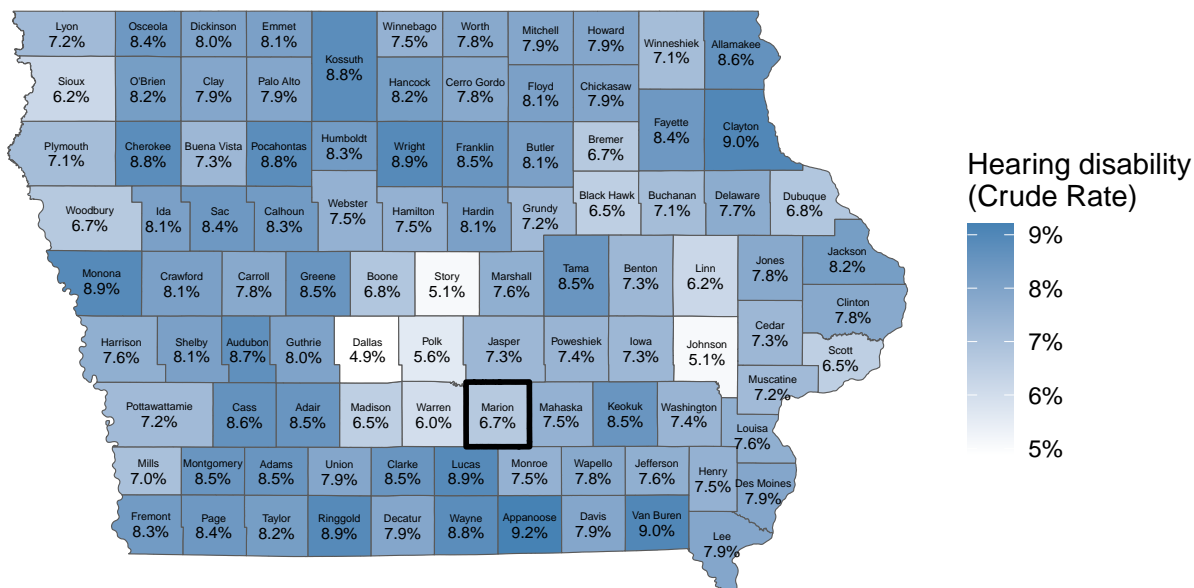 Lyon
7.2%
Osceola
8.4%
Dickinson
8.0%
Emmet
8.1%
Kossuth
8.8%
Winnebago
7.5%
Worth
7.8%
Mitchell
7.9%
Howard
7.9%
Winneshiek
7.1%
Allamakee
8.6%
Sioux
6.2%
O'Brien
8.2%
Clay
7.9%
Palo Alto
7.9%
Hancock
8.2%
Cerro Gordo
7.8%
Floyd
8.1%
Chickasaw
7.9%
Fayette
8.4%
Clayton
9.0%
Plymouth
7.1%
Cherokee
8.8%
Buena Vista
7.3%
Pocahontas
8.8%
Humboldt
8.3%
Wright
8.9%
Franklin
8.5%
Butler
8.1%
Bremer
6.7%
Woodbury
6.7%
Ida
8.1%
Sac
8.4%
Calhoun
8.3%
Webster
7.5%
Hamilton
7.5%
Hardin
8.1%
Grundy
7.2%
Black Hawk
6.5%
Buchanan
7.1%
Delaware
7.7%
Dubuque
6.8%
Monona
8.9%
Crawford
8.1%
Carroll
7.8%
Greene
8.5%
Boone
6.8%
Story
5.1%
Marshall
7.6%
Tama
8.5%
Benton
7.3%
Linn
6.2%
Jones
7.8%
Jackson
8.2%
Clinton
7.8%
Harrison
7.6%
Shelby
8.1%
Audubon
8.7%
Guthrie
8.0%
Dallas
4.9%
Polk
5.6%
Jasper
7.3%
Poweshiek
7.4%
Iowa
7.3%
Johnson
5.1%
Cedar
7.3%
Scott
6.5%
Muscatine
7.2%
Pottawattamie
7.2%
Cass
8.6%
Adair
8.5%
Madison
6.5%
Warren
6.0%
Marion
6.7%
Mahaska
7.5%
Keokuk
8.5%
Washington
7.4%
Louisa
7.6%
Mills
7.0%
Montgomery
8.5%
Adams
8.5%
Union
7.9%
Clarke
8.5%
Lucas
8.9%
Monroe
7.5%
Wapello
7.8%
Jefferson
7.6%
Henry
7.5%
Des Moines
7.9%
Fremont
8.3%
Page
8.4%
Taylor
8.2%
Ringgold
8.9%
Decatur
7.9%
Wayne
8.8%
Appanoose
9.2%
Davis
7.9%
Van Buren
9.0%
Lee
7.9%
Hearing disability
(Crude Rate)
9%
8%
7%
6%
5%